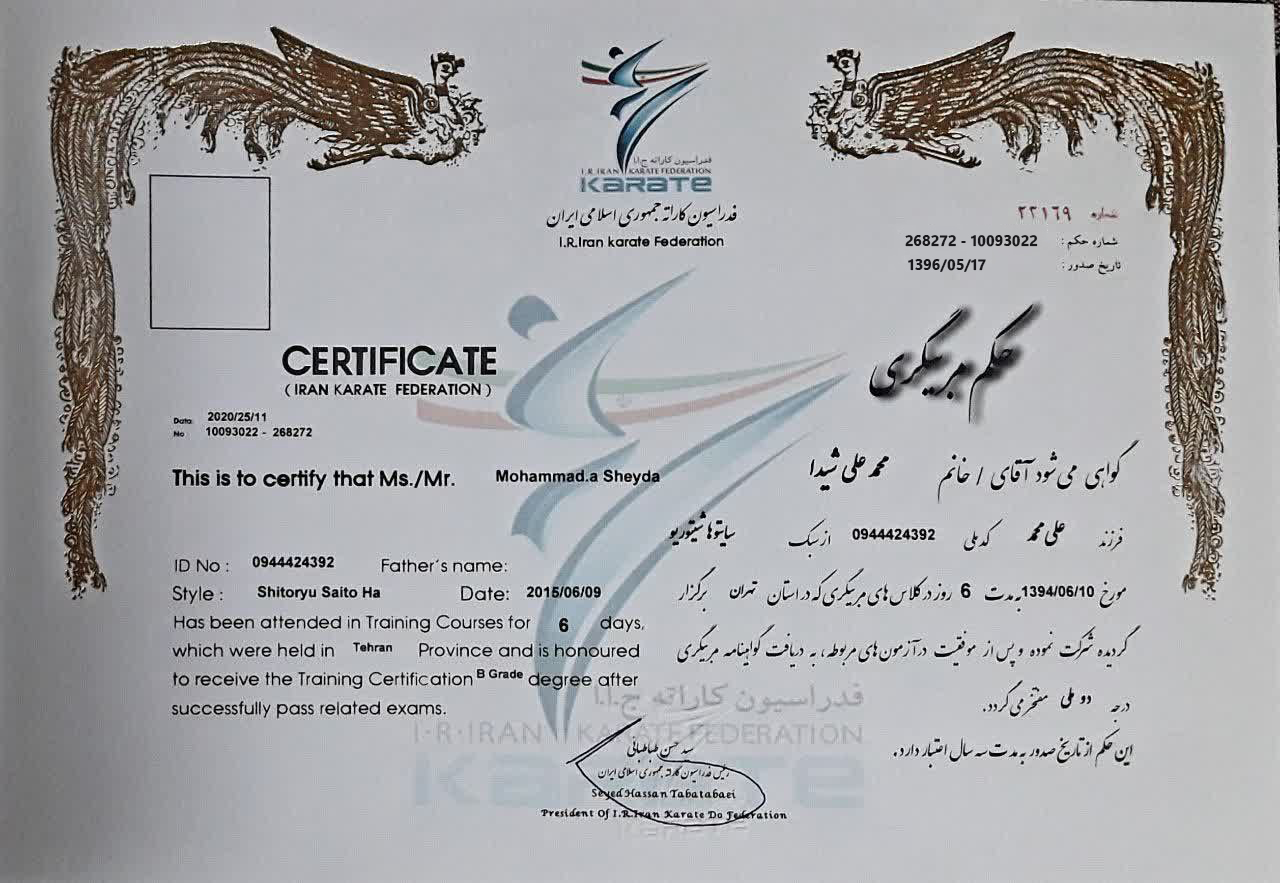 فدراسیون کاراته ج.ا.ا
I.R.IRAN KARATE FEDERATION
KARATE
فدراسیون کاراته جمهوری اسلامی ایران
I.R.Iran karate Federation
شماره ۲۲۱۶۹
شماره حکم : 268272 - 10093022
تاریخ صدور : 1396/05/17
حکم مربیگری
CERTIFICATE
( IRAN KARATE FEDERATION )
Date: 2020/25/11
No 10093022 - 268272
This is to certify that Ms./Mr. Mohammad.a Sheyda
ID No : 0944424392 Father´s name:
Style : Shitoryu Saito Ha Date: 2015/06/09
Has been attended in Training Courses for 6 days,
which were held in Tehran Province and is honoured
to receive the Training Certification B Grade degree after
successfully pass related exams.
گواهی می شود آقای / خانم محمد علی شیدا
فرزند علی محمد کد ملی 0944424392 از سبک سایتوها شیتوریو
مورخ 1394/06/10 به مدت 6 روز در کلاس های مربیگری که در استان تهران برگزار
گردیده شرکت نموده و پس از موفقیت در آزمون های مربوطه، به دریافت گواهینامه مربیگری
درجه دو ملی مفتخر می گردد.
این حکم از تاریخ صدور به مدت سه سال اعتبار دارد.
فدراسیون کاراته ج.ا.ا
I.R.IRAN KARATE FEDERATION
KARATE
سید حسن طباطبائی
رئیس فدراسیون کاراته جمهوری اسلامی ایران
Seyed Hassan Tabatabaei
President Of I.R.Iran Karate Do Federation